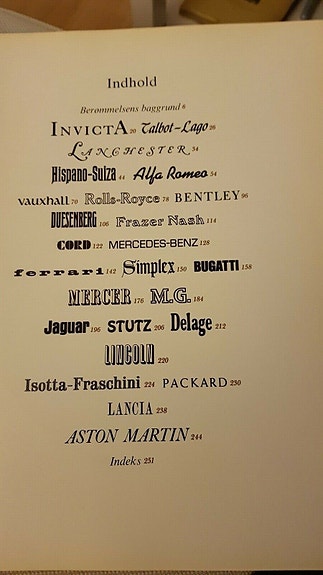 Indhold
Berømmelsens baggrund 6
INVICTA 20 Talbot-Lago 26
LANCHESTER 34
Hispano-Suiza 44 Alfa Romeo 54
vauxhall 70 Rolls-Royce 78 BENTLEY 96
DUESENBERG 106 Frazer Nash 114
CORD 122 MERCEDES-BENZ 128
ferrari 142 Simplex 150 BUGATTI 158
MERCER 176 M.G. 184
Jaguar 196 STUTZ 206 Delage 212
LINCOLN 220
Isotta-Fraschini 224 PACKARD 230
LANCIA 238
ASTON MARTIN 244
Indeks 251